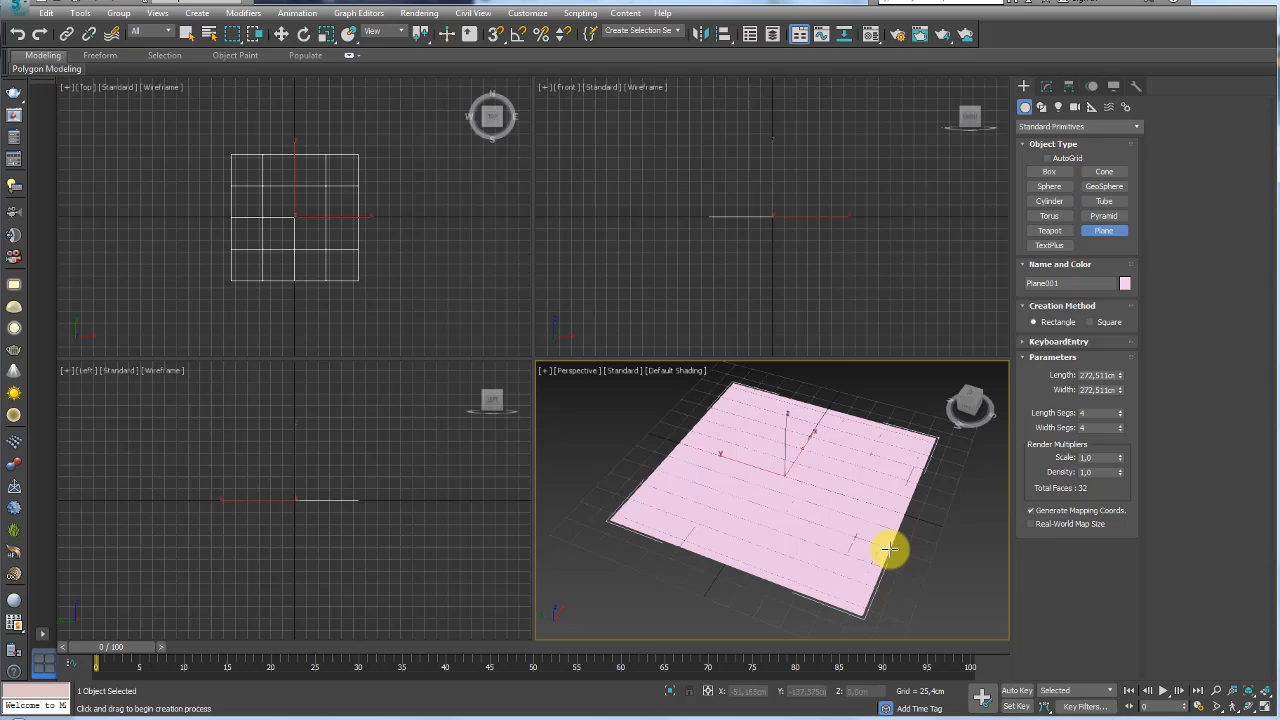 Edit Tools Group Views Create Modifiers Animation Graph Editors Rendering Civil View Customize Scripting Content Help
All View Create Selection Se
Modeling Freeform Selection Object Paint Populate
Polygon Modeling
[+] [Top] [Standard] [Wireframe]
[+] [Front] [Standard] [Wireframe]
N
W TOP E
S
Standard Primitives
Object Type
AutoGrid
Box Cone
Sphere GeoSphere
Cylinder Tube
Torus Pyramid
Teapot Plane
TextPlus
Name and Color
Plane001
Creation Method
Rectangle Square
KeyboardEntry
Parameters
Length: 272,511cm
Width: 272,511cm
Length Segs: 4
Width Segs: 4
Render Multipliers
Scale: 1,0
Density: 1,0
Total Faces : 32
Generate Mapping Coords.
Real-World Map Size
[+] [Left] [Standard] [Wireframe]
LEFT
[+] [Perspective] [Standard] [Default Shading]
0 / 100
0 5 10 15 20 25 30 35 40 45 50 55 60 65 70 75 80 85 90 95 100
1 Object Selected
X: -51,165cm Y: -137,375cm Z: 0,0cm Grid = 25,4cm
Auto Key Selected
Welcome to M
Click and drag to begin creation process
Add Time Tag
Set Key Key Filters... 0